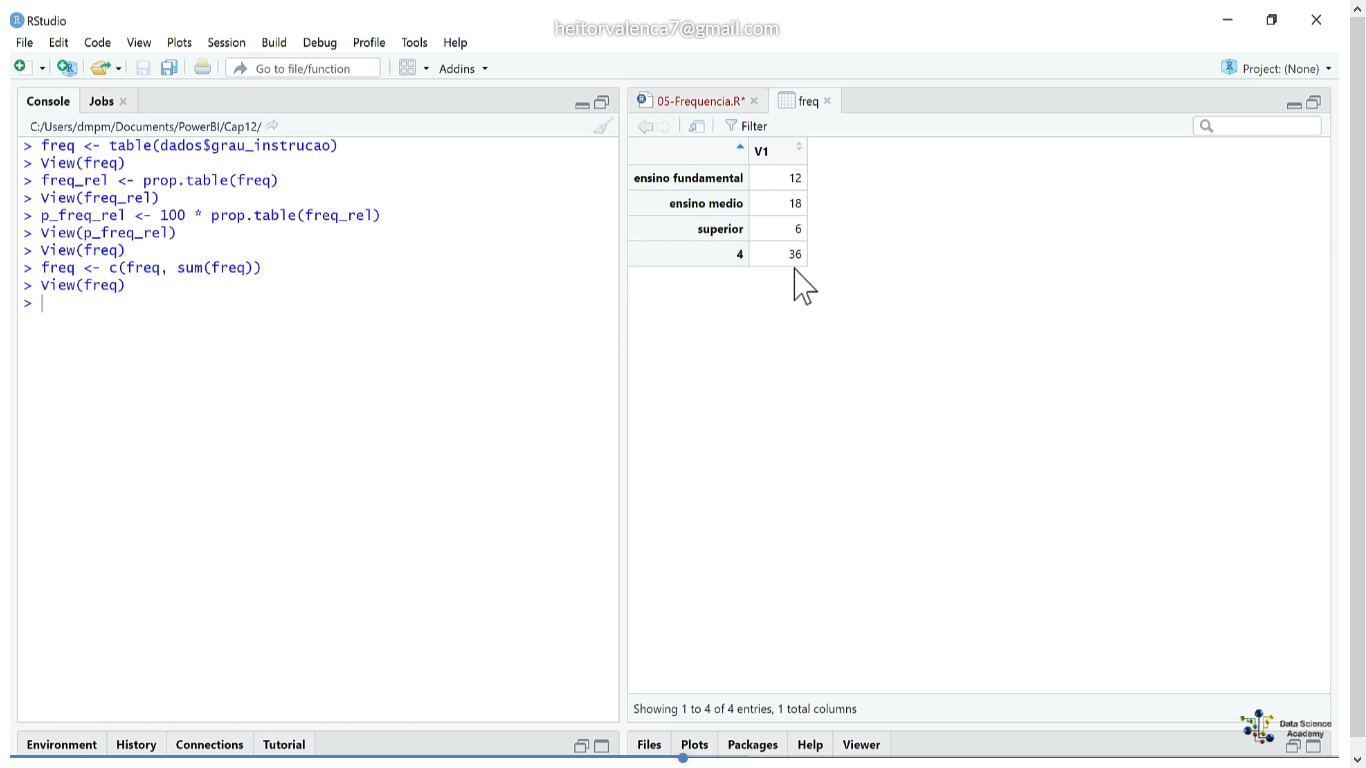 RStudio
heitorvalenca7@gmail.com
File Edit Code View Plots Session Build Debug Profile Tools Help
Go to file/function Addins Project: (None)
Console Jobs
C:/Users/dmpm/Documents/PowerBI/Cap12/
> freq <- table(dados$grau_instrucao)
> View(freq)
> freq_rel <- prop.table(freq)
> View(freq_rel)
> p_freq_rel <- 100 * prop.table(freq_rel)
> View(p_freq_rel)
> View(freq)
> freq <- c(freq, sum(freq))
> View(freq)
>
05-Frequencia.R* freq
Filter
V1
ensino fundamental 12
ensino medio 18
superior 6
4 36
Showing 1 to 4 of 4 entries, 1 total columns
Data Science
Academy
Environment History Connections Tutorial
Files Plots Packages Help Viewer